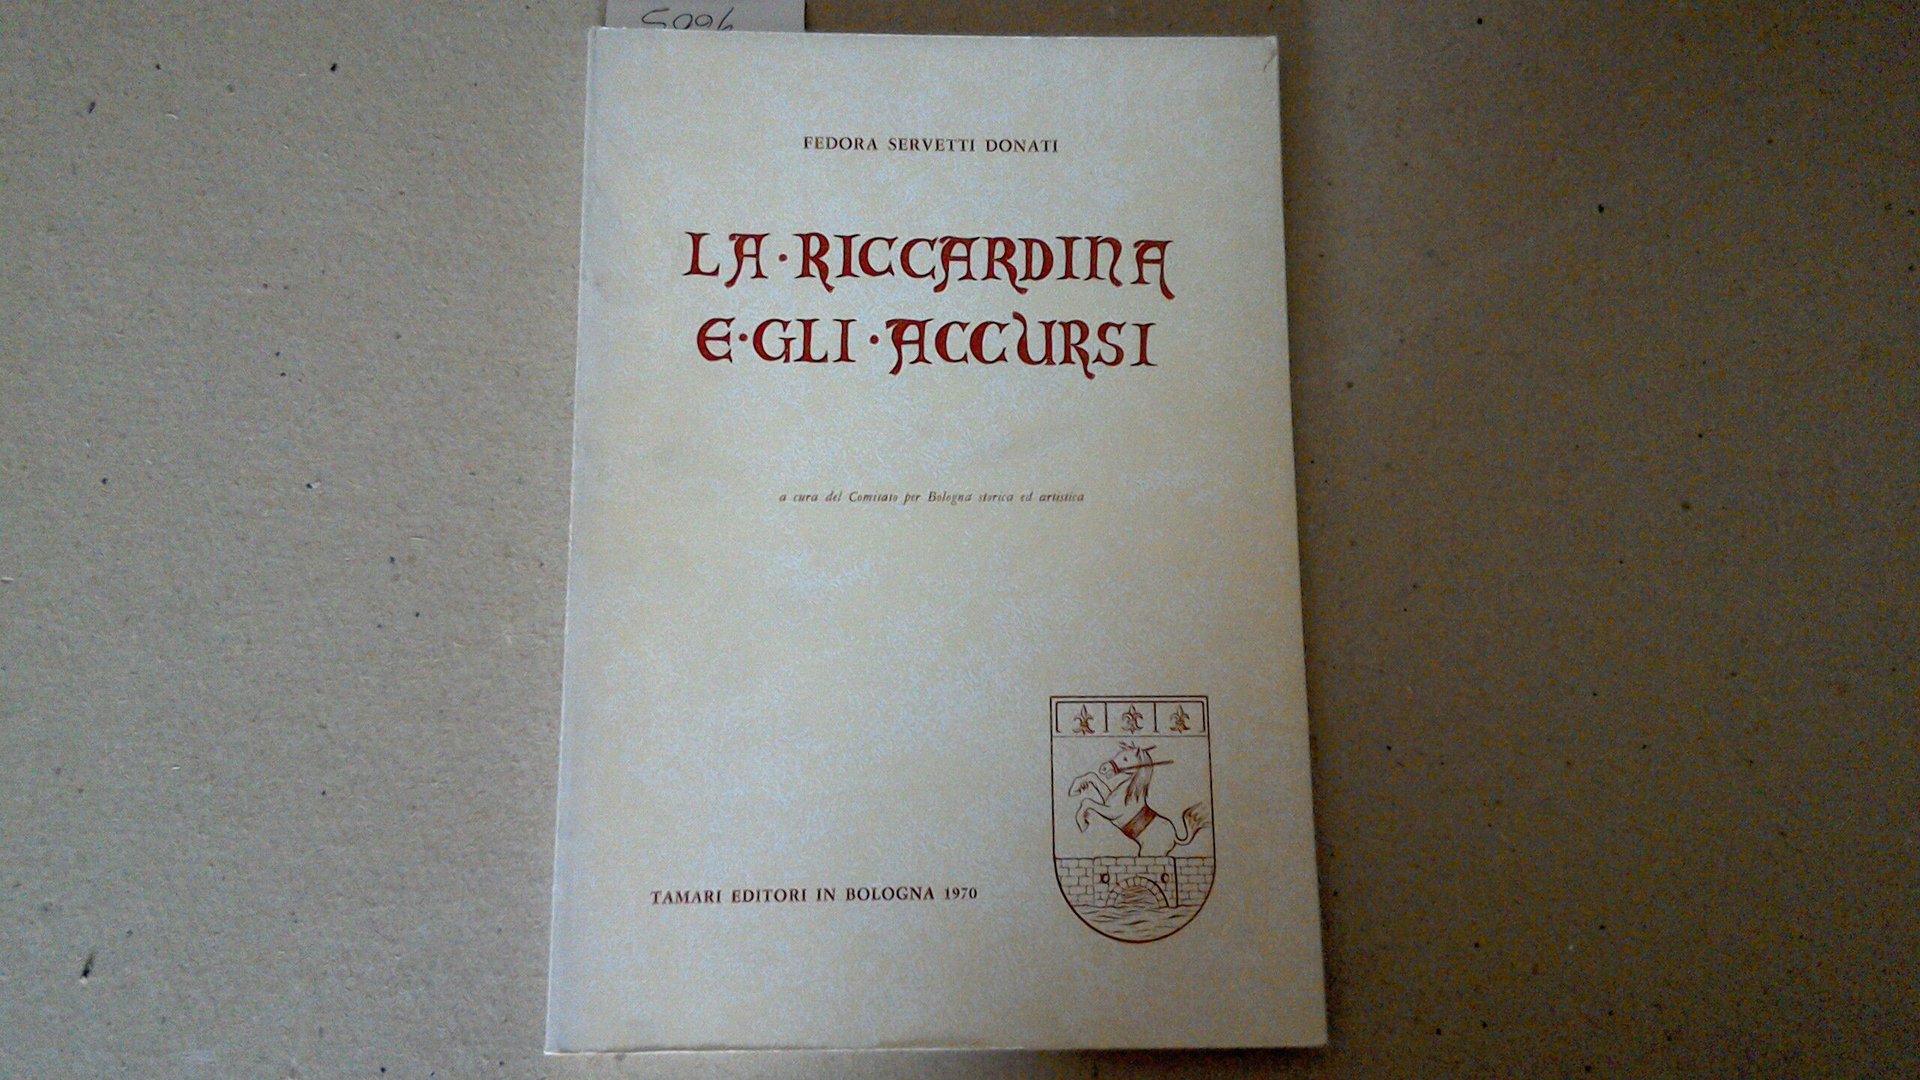 FEDORA SERVETTI DONATI
LA·RICCARDINA
E·GLI·ACCURSI
a cura del Comitato per Bologna storica ed artistica
TAMARI EDITORI IN BOLOGNA 1970